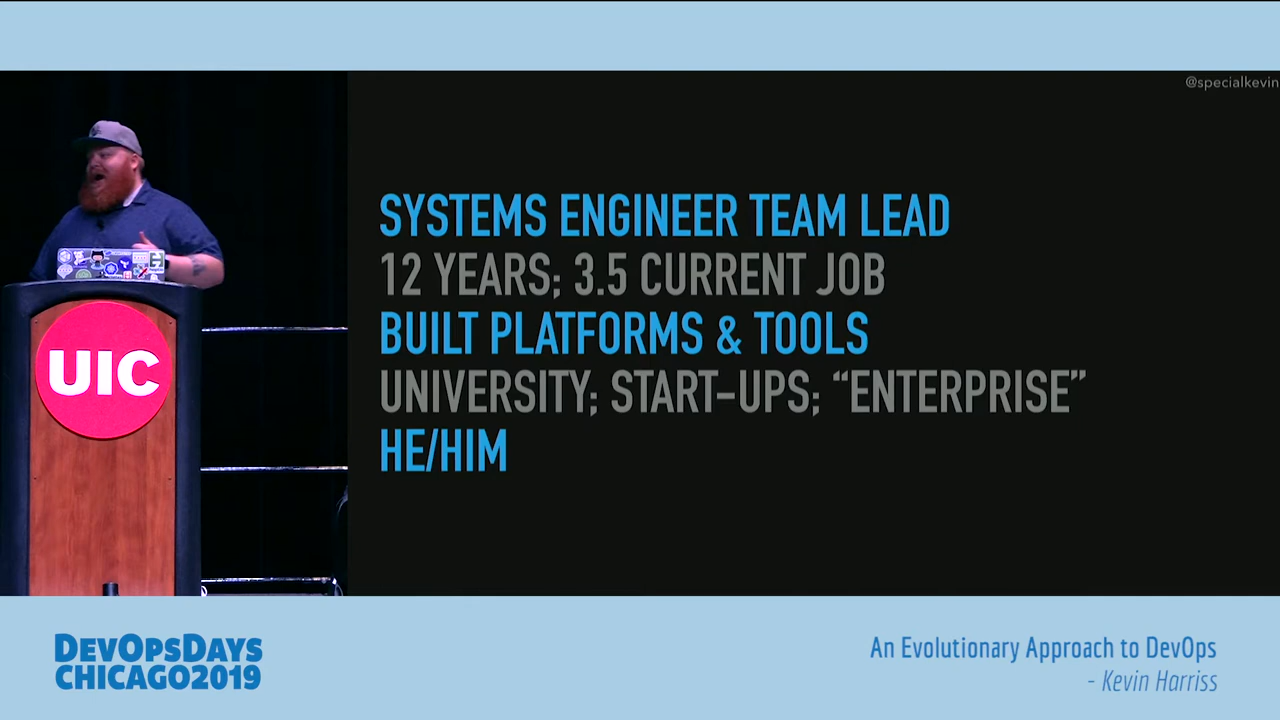 @specialkevin
SYSTEMS ENGINEER TEAM LEAD
12 YEARS; 3.5 CURRENT JOB
BUILT PLATFORMS & TOOLS
UNIVERSITY; START-UPS; “ENTERPRISE”
HE/HIM
UIC
DEVOPSDAYS
CHICAGO2019
An Evolutionary Approach to DevOps
- Kevin Harriss